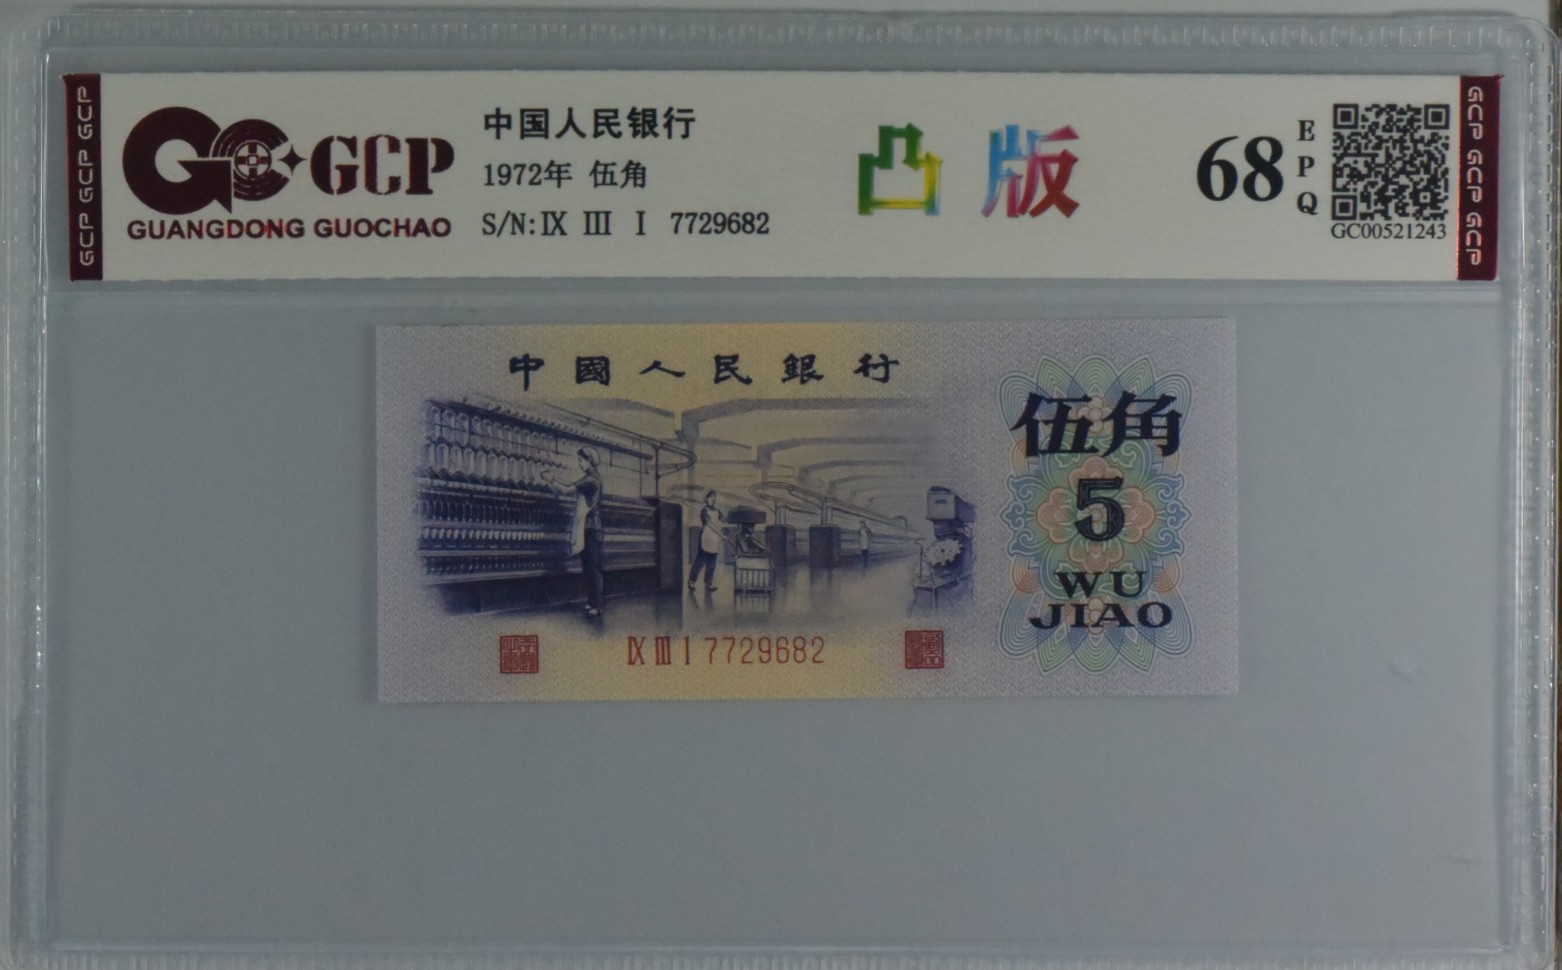 GCP GCP GCP
GCP
GUANGDONG GUOCHAO
中国人民银行
1972年 伍角
S/N:IX III I 7729682
凸版
68
EPQ
GC00521243
GCP GCP GCP
中國人民銀行
伍角
5
WU
JIAO
IX III I 7729682